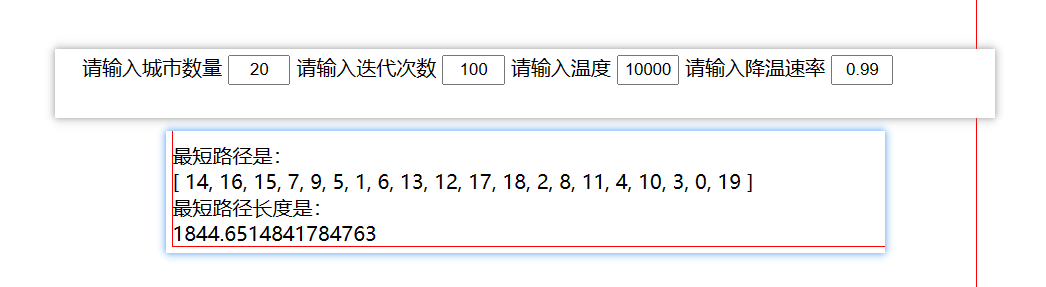 请输入城市数量 20 请输入迭代次数 100 请输入温度 10000 请输入降温速率 0.99
最短路径是：
[ 14, 16, 15, 7, 9, 5, 1, 6, 13, 12, 17, 18, 2, 8, 11, 4, 10, 3, 0, 19 ]
最短路径长度是：
1844.6514841784763